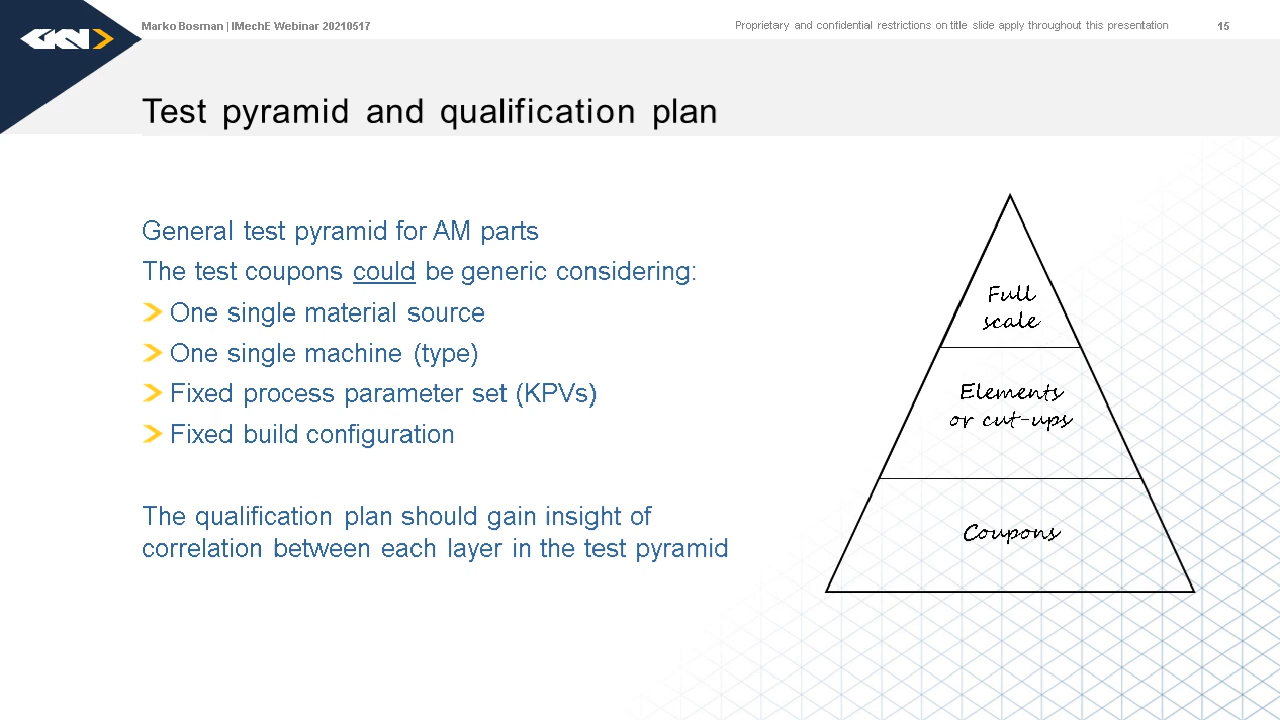 GKN
Marko Bosman | IMechE Webinar 20210517
Proprietary and confidential restrictions on title slide apply throughout this presentation
15
Test pyramid and qualification plan
General test pyramid for AM parts
The test coupons could be generic considering:
One single material source
One single machine (type)
Fixed process parameter set (KPVs)
Fixed build configuration
The qualification plan should gain insight of
correlation between each layer in the test pyramid
Full
scale
Elements
or cut-ups
Coupons